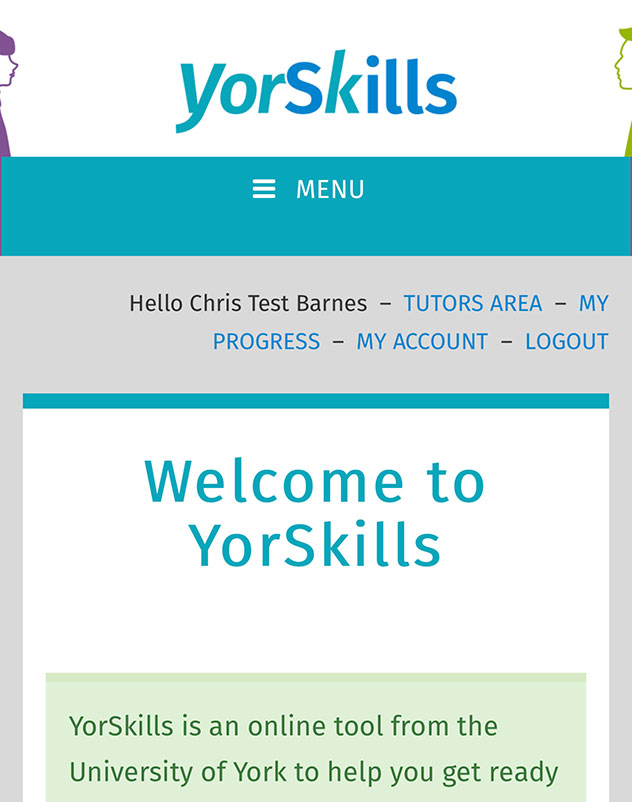 YorSkills
MENU
Hello Chris Test Barnes – TUTORS AREA – MY
PROGRESS – MY ACCOUNT – LOGOUT
Welcome to
YorSkills
YorSkills is an online tool from the
University of York to help you get ready